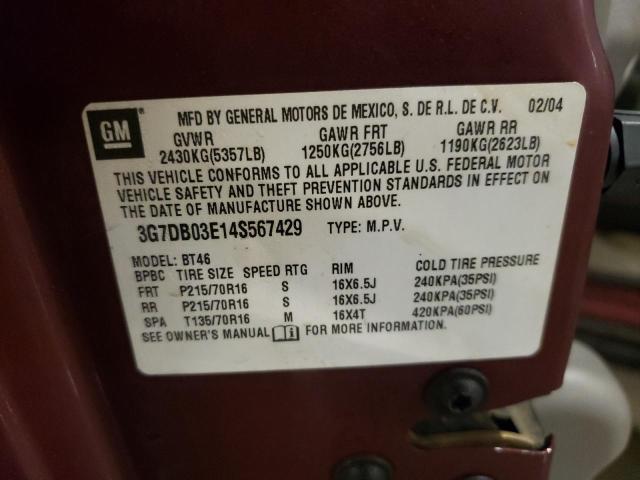 GM
MFD BY GENERAL MOTORS DE MEXICO, S. DE R.L. DE C.V. 02/04
GVWR GAWR FRT GAWR RR
2430KG(5357LB) 1250KG(2756LB) 1190KG(2623LB)
THIS VEHICLE CONFORMS TO ALL APPLICABLE U.S. FEDERAL MOTOR
VEHICLE SAFETY AND THEFT PREVENTION STANDARDS IN EFFECT ON
THE DATE OF MANUFACTURE SHOWN ABOVE.
3G7DB03E14S567429 TYPE: M.P.V.
MODEL: BT46
BPBC TIRE SIZE SPEED RTG RIM COLD TIRE PRESSURE
FRT P215/70R16 S 16X6.5J 240KPA(35PSI)
RR P215/70R16 S 16X6.5J 240KPA(35PSI)
SPA T135/70R16 M 16X4T 420KPA(60PSI)
SEE OWNER'S MANUAL FOR MORE INFORMATION.